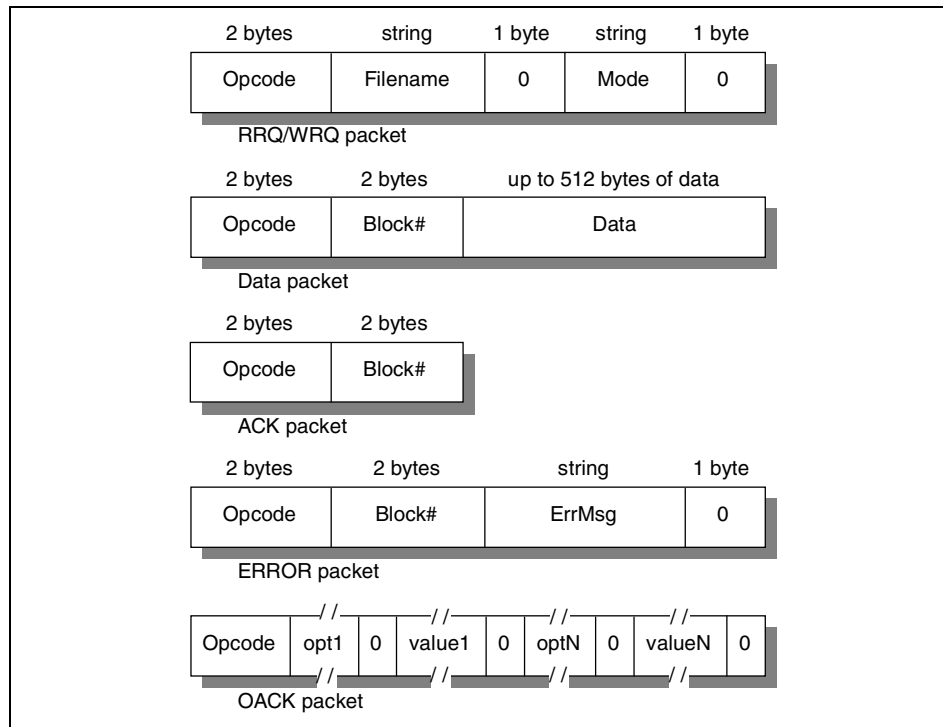 2 bytes string 1 byte string 1 byte
Opcode Filename 0 Mode 0
RRQ/WRQ packet
2 bytes 2 bytes up to 512 bytes of data
Opcode Block# Data
Data packet
2 bytes 2 bytes
Opcode Block#
ACK packet
2 bytes 2 bytes string 1 byte
Opcode Block# ErrMsg 0
ERROR packet
Opcode opt1 0 value1 0 optN 0 valueN 0
OACK packet